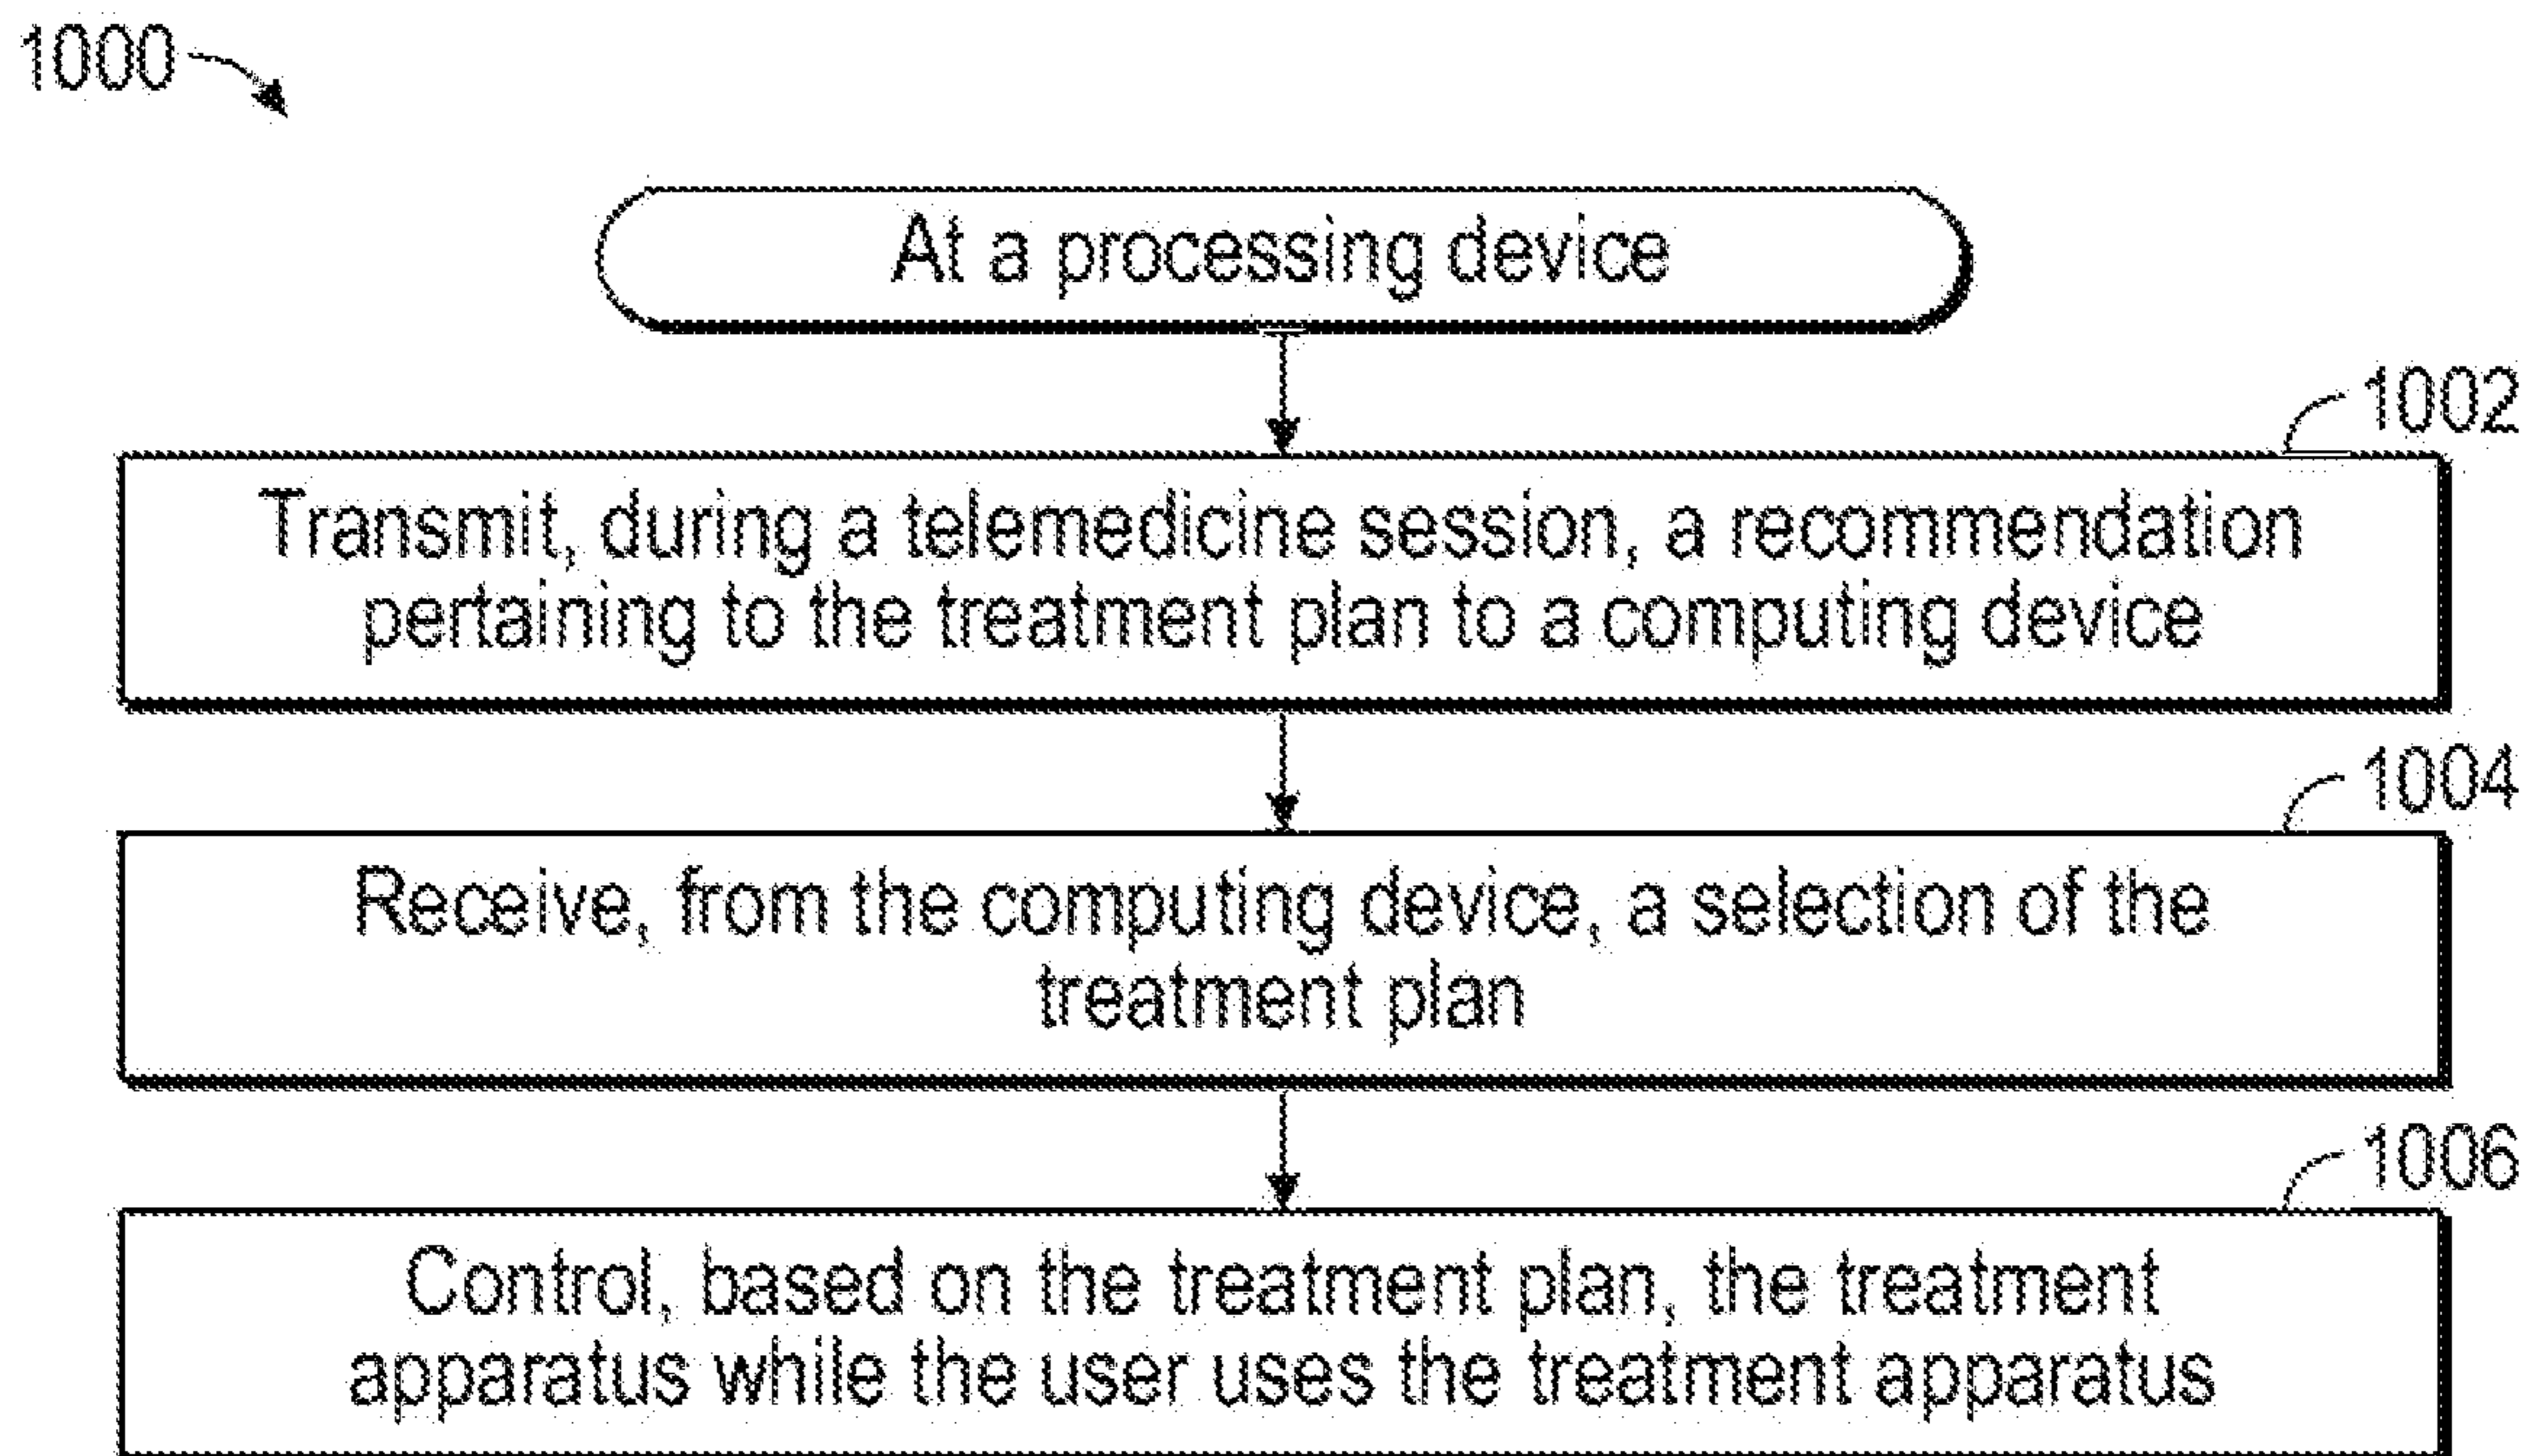 1000
At a processing device
1002
Transmit, during a telemedicine session, a recommendation
pertaining to the treatment plan to a computing device
1004
Receive, from the computing device, a selection of the
treatment plan
1006
Control, based on the treatment plan, the treatment
apparatus while the user uses the treatment apparatus